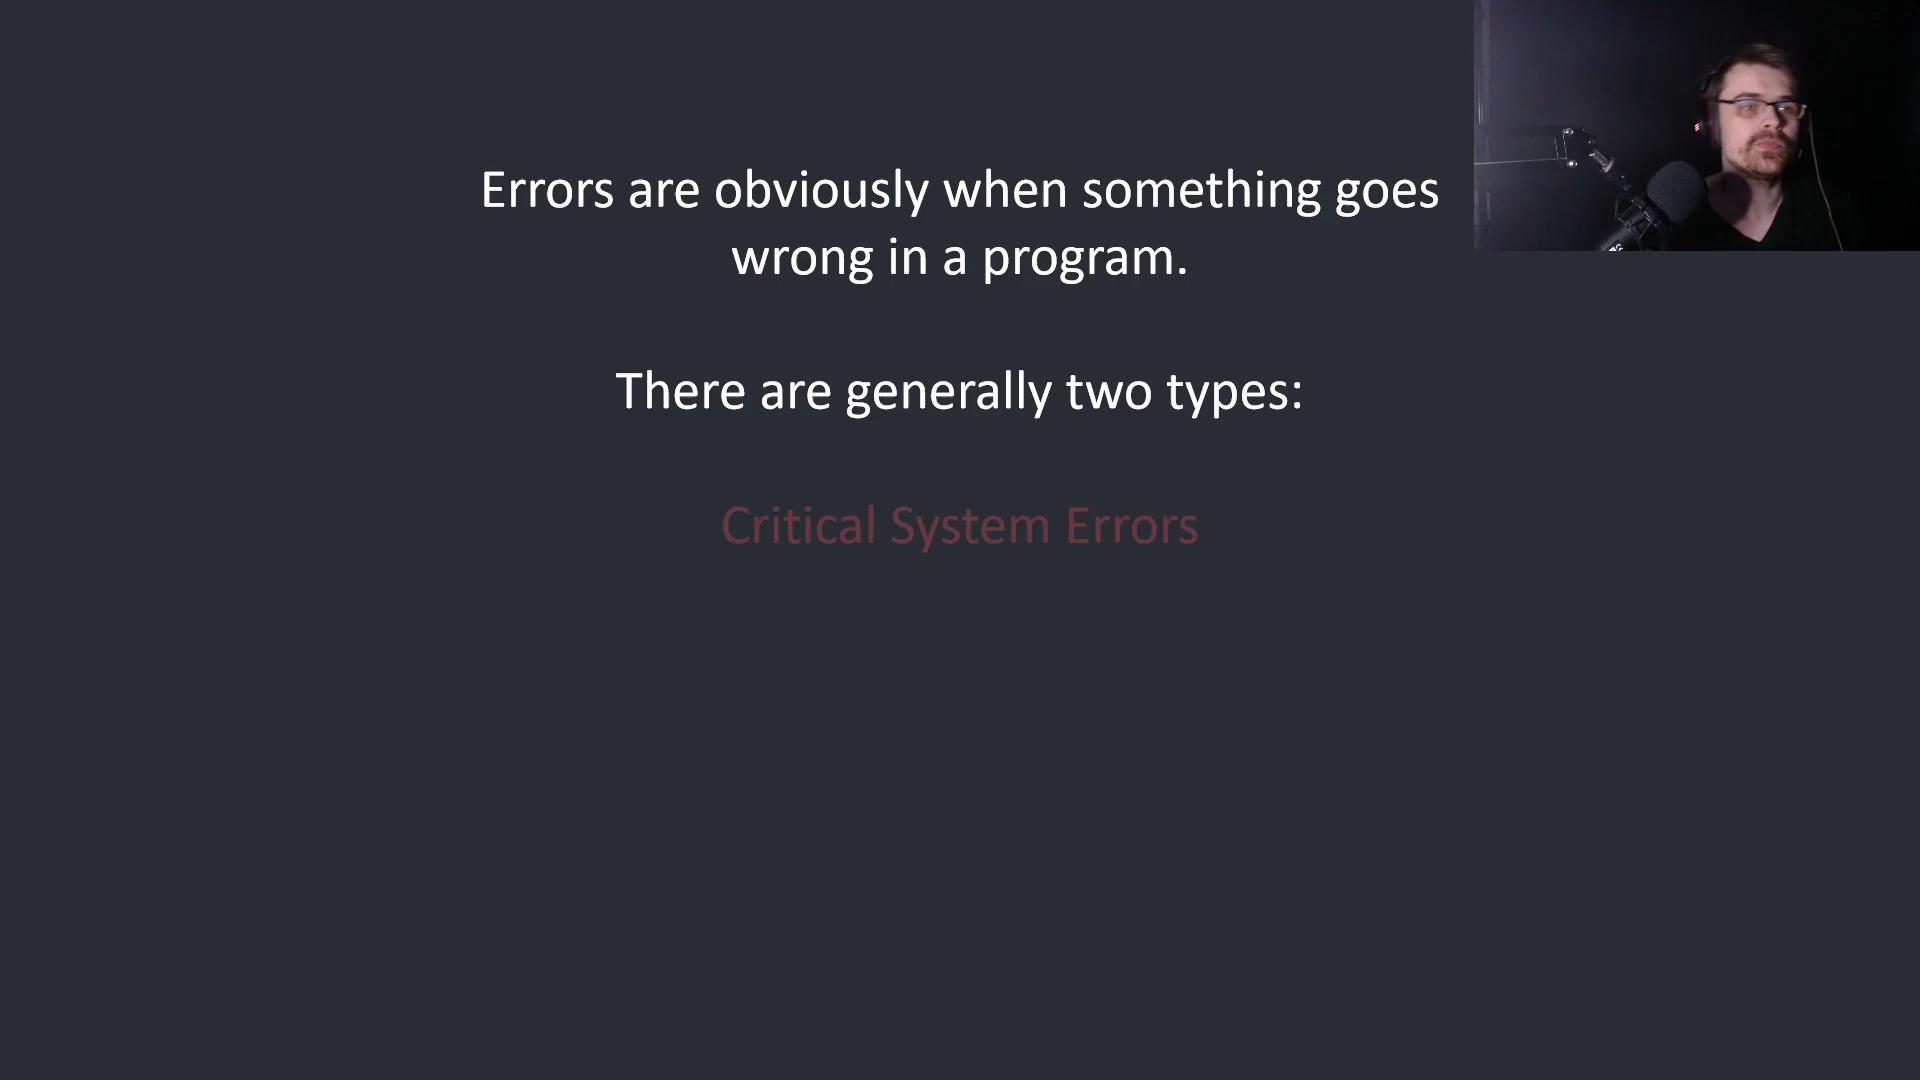 Errors are obviously when something goes
wrong in a program.
There are generally two types:
Critical System Errors